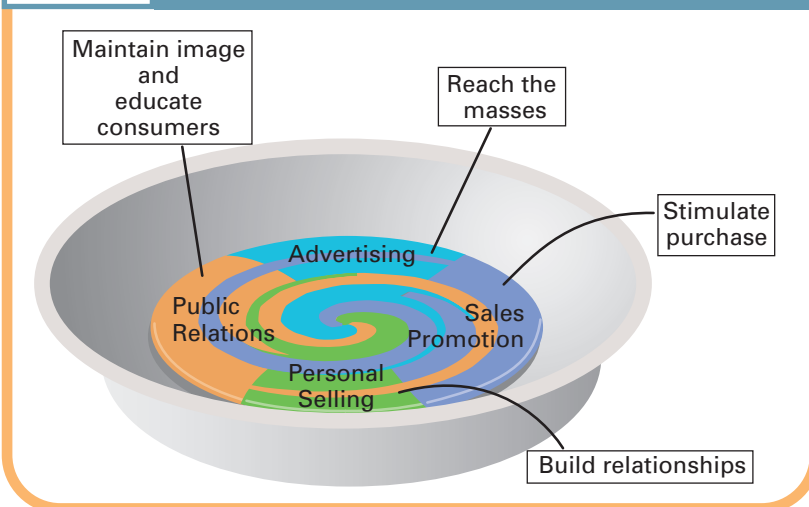 Maintain image
and
educate
consumers
Reach the
masses
Stimulate
purchase
Advertising
Public
Relations
Sales
Promotion
Personal
Selling
Build relationships